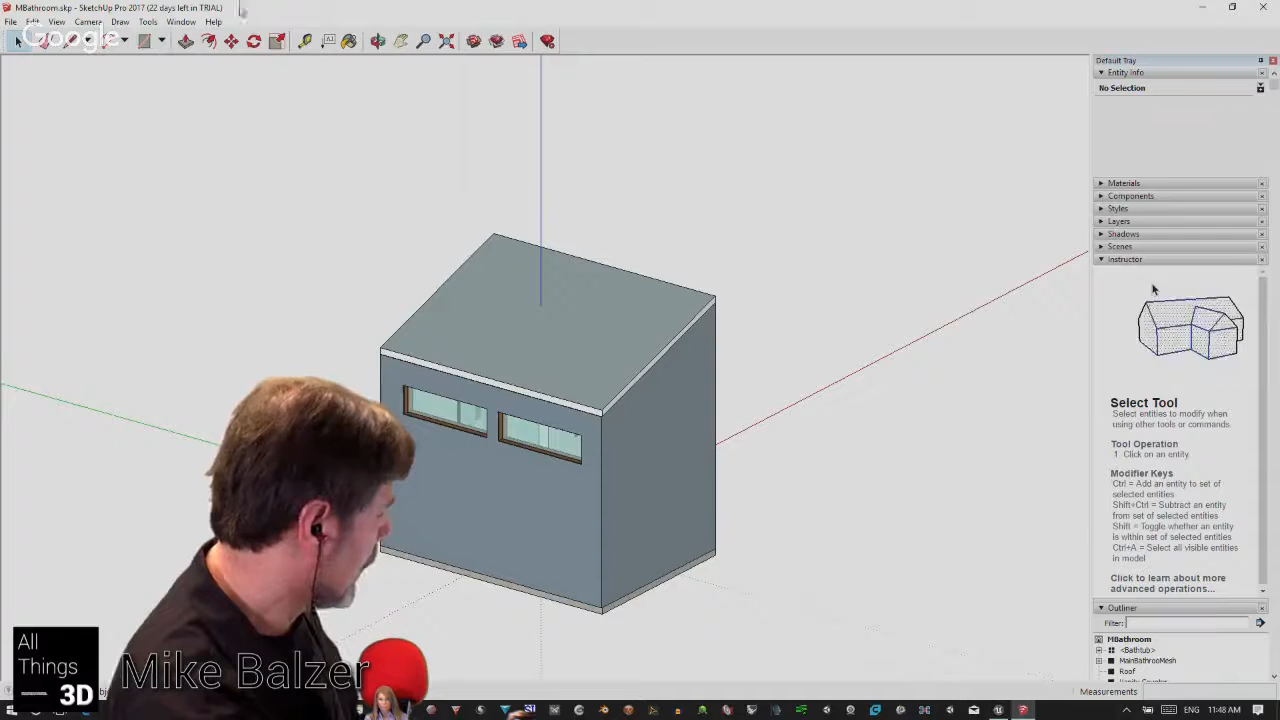 MBathroom.skp - SketchUp Pro 2017 (22 days left in TRIAL)
File Edit View Camera Draw Tools Window Help
Google
Default Tray
Entity Info
No Selection
Materials
Components
Styles
Layers
Shadows
Scenes
Instructor
Select Tool
Select entities to modify when
using other tools or commands.
Tool Operation
1. Click on an entity.
Modifier Keys
Ctrl = Add an entity to set of
selected entities
Shift+Ctrl = Subtract an entity
from set of selected entities
Shift = Toggle whether an entity
is within set of selected entities
Ctrl+A = Select all visible entities
in model
Click to learn about more
advanced operations...
Outliner
Filter:
MBathroom
<Bathtub>
MainBathrooMesh
Roof
All
Things
3D
Mike Balzer
Measurements
11:48 AM